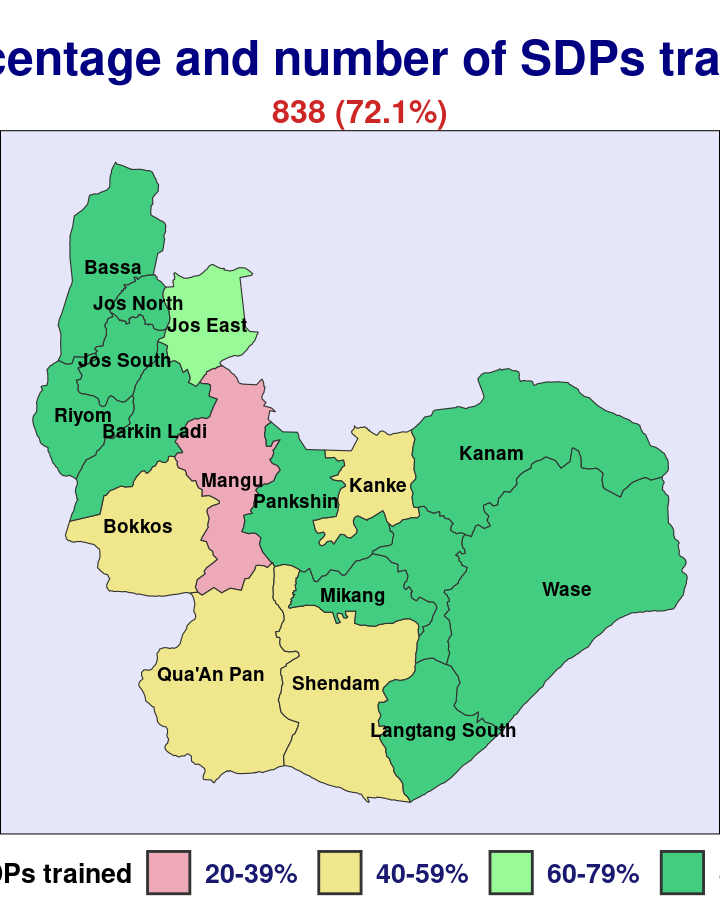 centage and number of SDPs tra
838 (72.1%)
Bassa
Jos North
Jos East
Jos South
Riyom
Barkin Ladi
Kanam
Mangu
Kanke
Pankshin
Bokkos
Wase
Mikang
Qua'An Pan
Shendam
Langtang South
DPs trained 20-39% 40-59% 60-79%